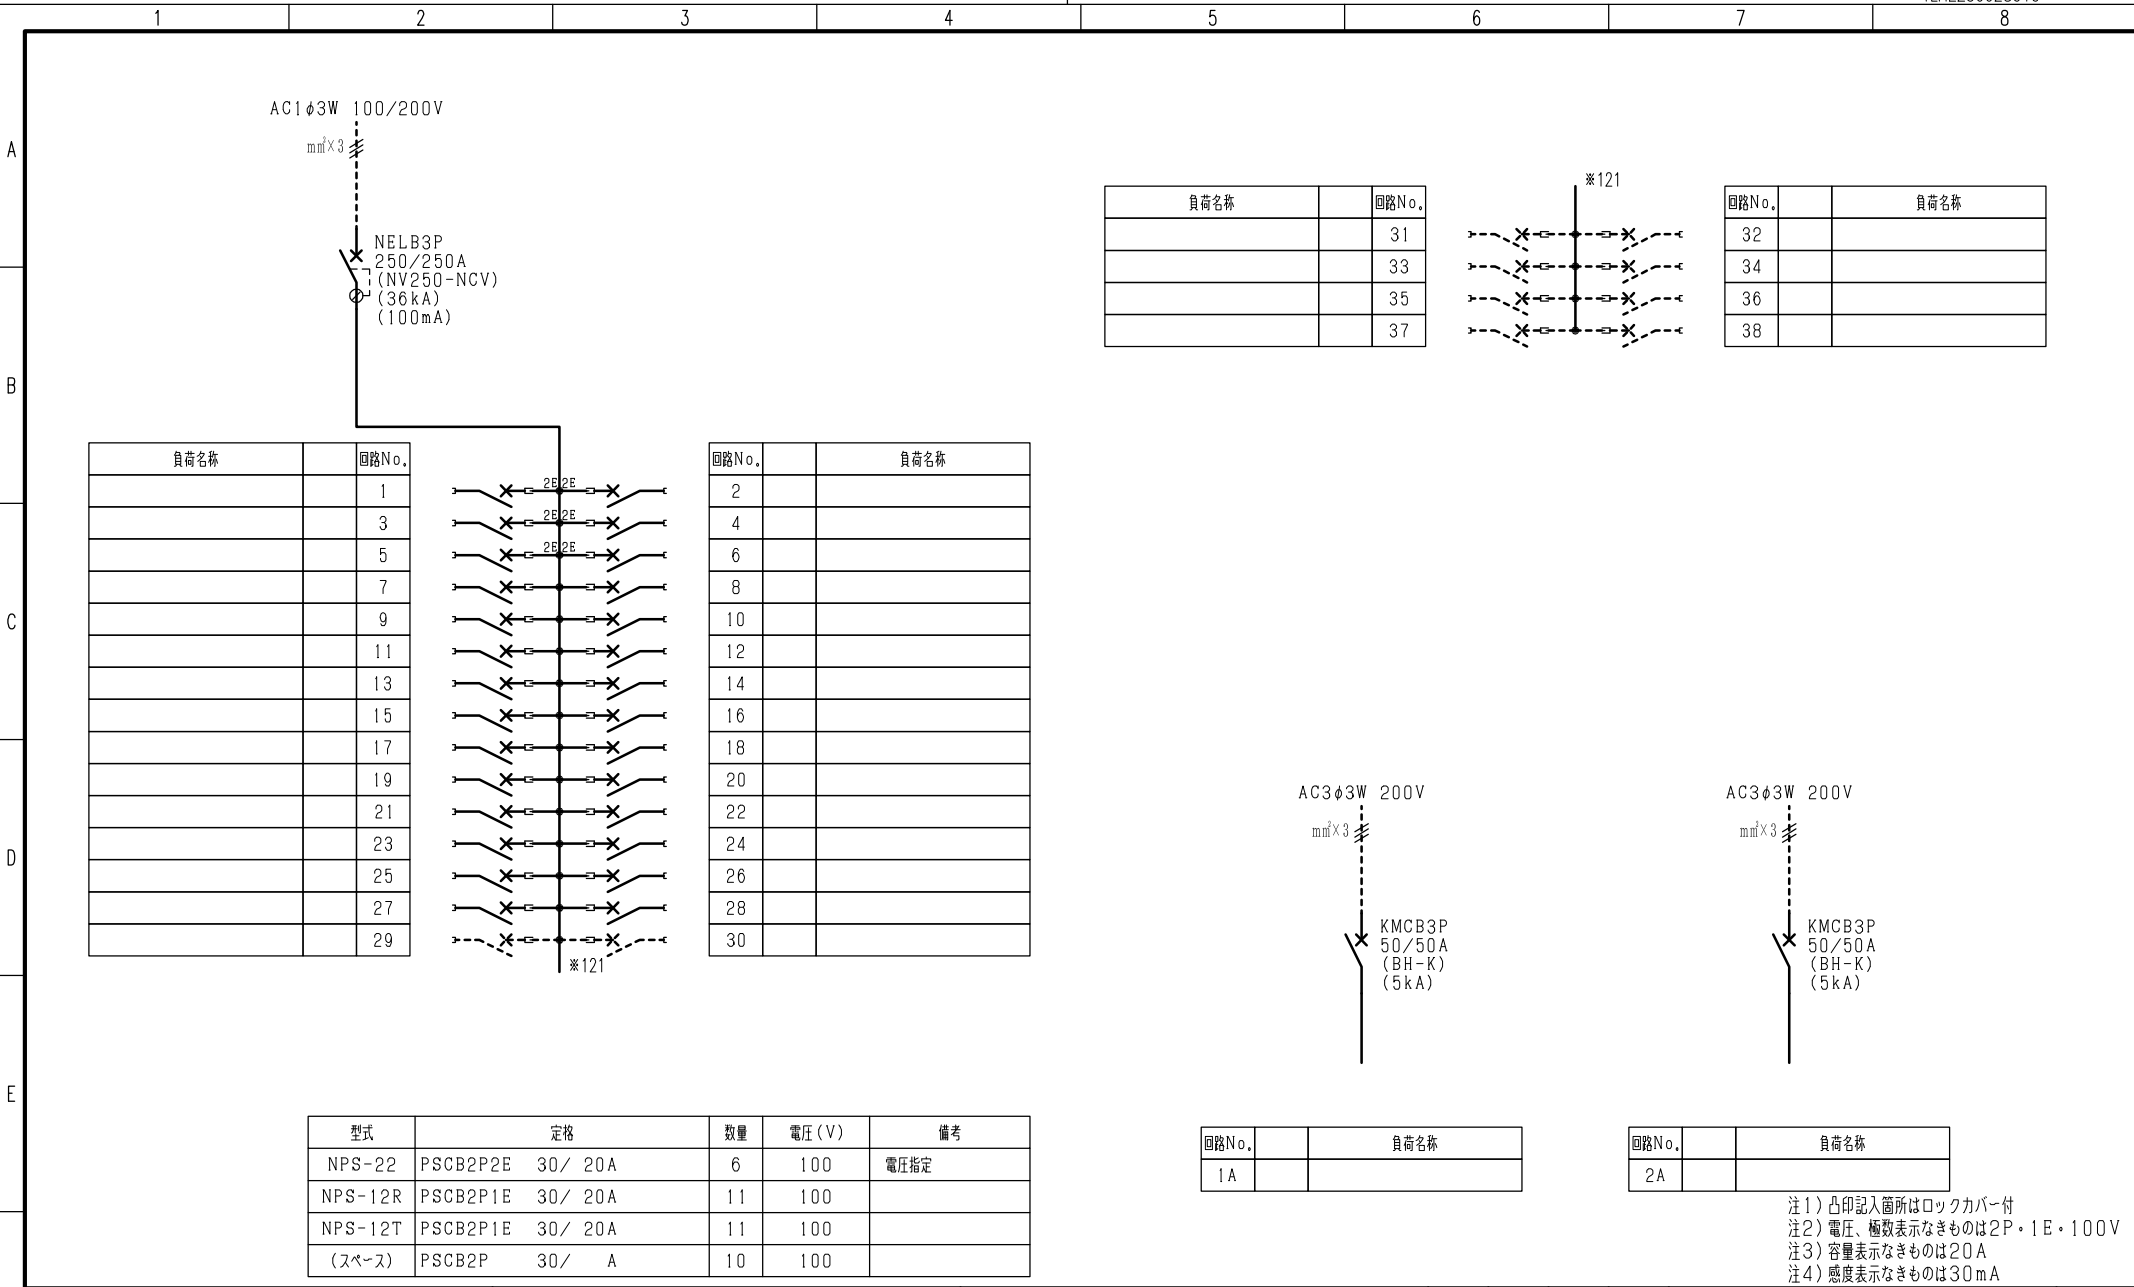 1 2 3 4 5 6 7 8
A
B
C
D
E
AC1φ3W 100/200V
mm²×3
NELB3P
250/250A
(NV250-NCV)
(36kA)
(100mA)
負荷名称 回路No. ※121 回路No. 負荷名称
31 32
33 34
35 36
37 38
負荷名称 回路No. 回路No. 負荷名称
1 2E 2E 2
3 2E 2E 4
5 2E 2E 6
7 8
9 10
11 12
13 14
15 16
17 18
19 20
21 22
23 24
25 26
27 28
29 30
※121
AC3φ3W 200V
mm²×3
KMCB3P
50/50A
(BH-K)
(5kA)
回路No. 負荷名称
1A
AC3φ3W 200V
mm²×3
KMCB3P
50/50A
(BH-K)
(5kA)
回路No. 負荷名称
2A
型式 定格 数量 電圧(V) 備考
NPS-22 PSCB2P2E 30/ 20A 6 100 電圧指定
NPS-12R PSCB2P1E 30/ 20A 11 100
NPS-12T PSCB2P1E 30/ 20A 11 100
(スペース) PSCB2P 30/ A 10 100
注1)凸印記入箇所はロックカバー付
注2)電圧、極数表示なきものは2P・1E・100V
注3)容量表示なきものは20A
注4)感度表示なきものは30mA